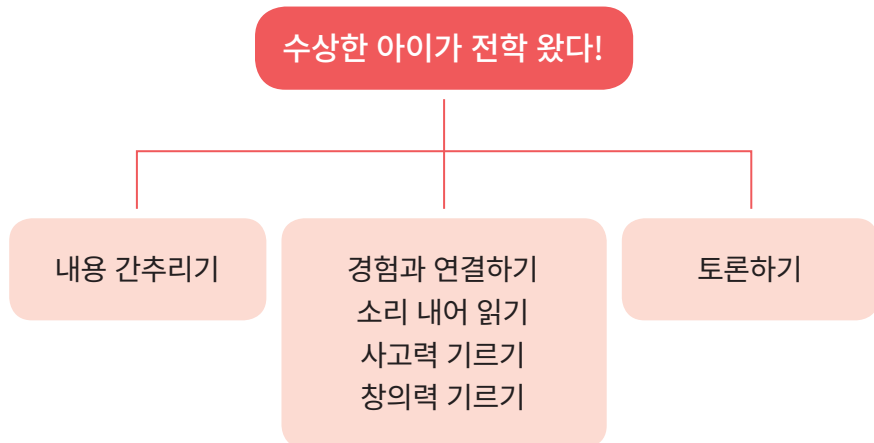 수상한 아이가 전학 왔다!
내용 간추리기
경험과 연결하기
소리 내어 읽기
사고력 기르기
창의력 기르기
토론하기